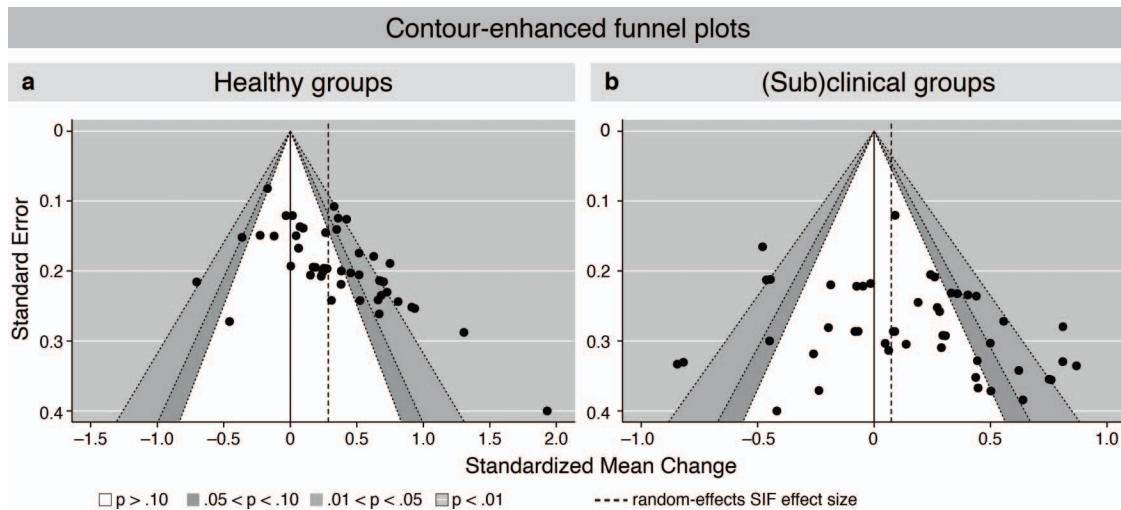 Contour-enhanced funnel plots
a Healthy groups
b (Sub)clinical groups
Standard Error
0
0.1
0.2
0.3
0.4
−1.5 −1.0 −0.5 0 0.5 1.0 1.5 2.0
0
0.1
0.2
0.3
0.4
−1.0 −0.5 0 0.5 1.0
Standardized Mean Change
p > .10 .05 < p < .10 .01 < p < .05 p < .01 random-effects SIF effect size